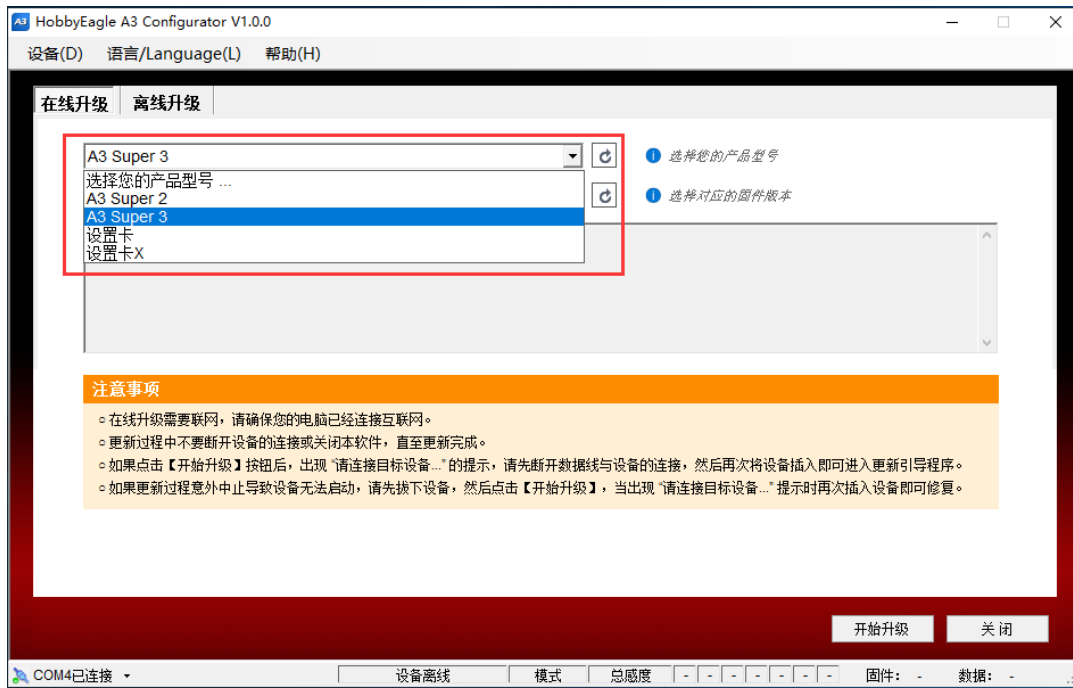 A3 HobbyEagle A3 Configurator V1.0.0
设备(D) 语言/Language(L) 帮助(H)
在线升级 离线升级
A3 Super 3 选择您的产品型号
选择您的产品型号 ...
A3 Super 2 选择对应的固件版本
A3 Super 3
设置卡
设置卡X
注意事项
在线升级需要联网，请确保您的电脑已经连接互联网。
更新过程中不要断开设备的连接或关闭本软件，直至更新完成。
如果点击【开始升级】按钮后，出现 "请连接目标设备..." 的提示，请先断开数据线与设备的连接，然后再次将设备插入即可进入更新引导程序。
如果更新过程意外中止导致设备无法启动，请先拔下设备，然后点击【开始升级】，当出现 "请连接目标设备..." 提示时再次插入设备即可修复。
开始升级 关闭
COM4已连接 设备离线 模式 总感度 - - - - - - - 固件： - 数据： -